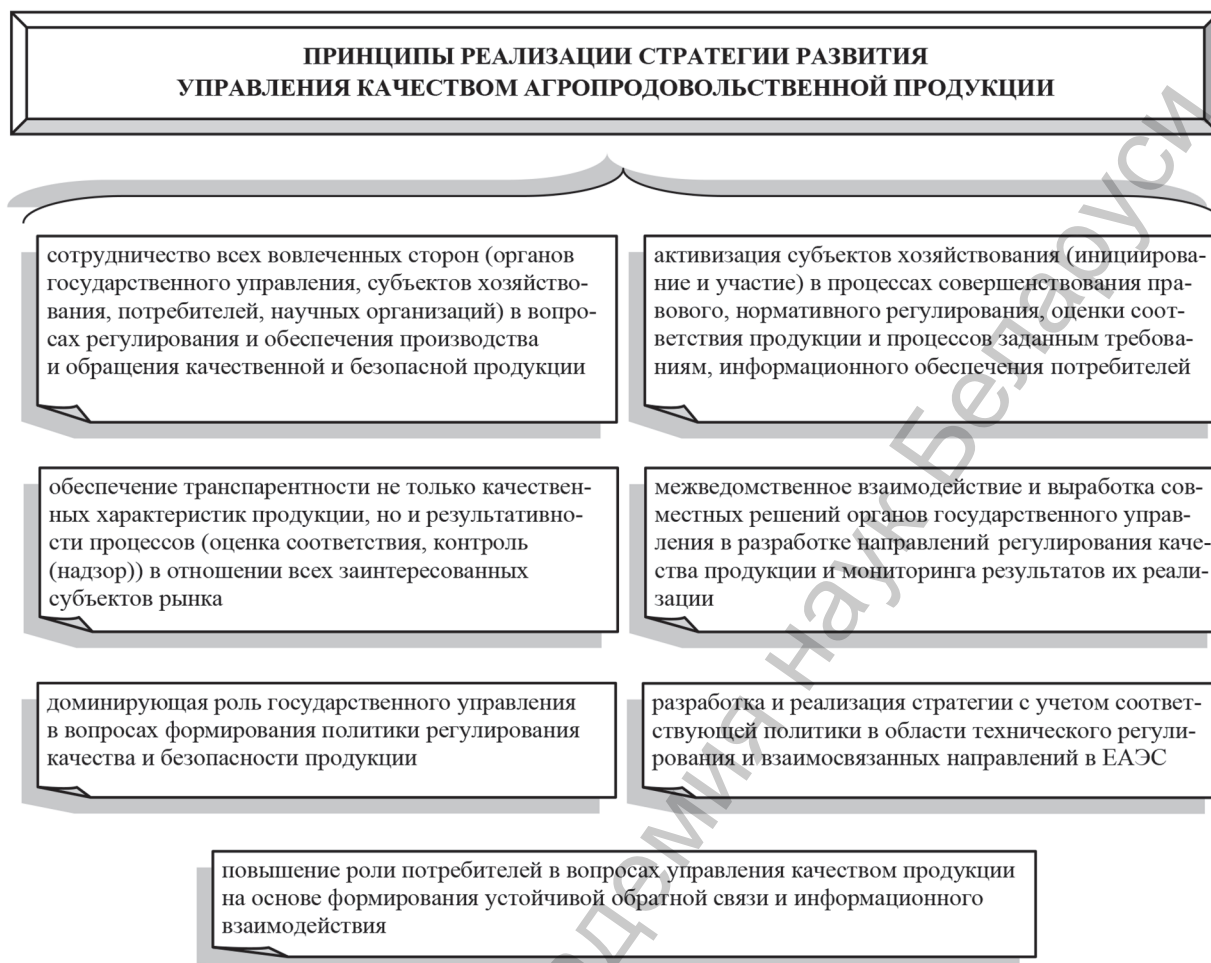 ПРИНЦИПЫ РЕАЛИЗАЦИИ СТРАТЕГИИ РАЗВИТИЯ
УПРАВЛЕНИЯ КАЧЕСТВОМ АГРОПРОДОВОЛЬСТВЕННОЙ ПРОДУКЦИИ
сотрудничество всех вовлеченных сторон (органов
государственного управления, субъектов хозяйство-
вания, потребителей, научных организаций) в вопро-
сах регулирования и обеспечения производства
и обращения качественной и безопасной продукции
активизация субъектов хозяйствования (иницииирова-
ние и участие) в процессах совершенствования пра-
вового, нормативного регулирования, оценки соот-
ветствия продукции и процессов заданным требова-
ниям, информационного обеспечения потребителей
обеспечение транспарентности не только качествен-
ных характеристик продукции, но и результативно-
сти процессов (оценка соответствия, контроль
(надзор)) в отношении всех заинтересованных
субъектов рынка
межведомственное взаимодействие и выработка сов-
местных решений органов государственного управ-
ления в разработке направлений регулирования каче-
ства продукции и мониторинга результатов их реали-
зации
доминирующая роль государственного управления
в вопросах формирования политики регулирования
качества и безопасности продукции
разработка и реализация стратегии с учетом соответ-
ствующей политики в области технического регули-
рования и взаимосвязанных направлений в ЕАЭС
повышение роли потребителей в вопросах управления качеством продукции
на основе формирования устойчивой обратной связи и информационного
взаимодействия
наук Беларуси